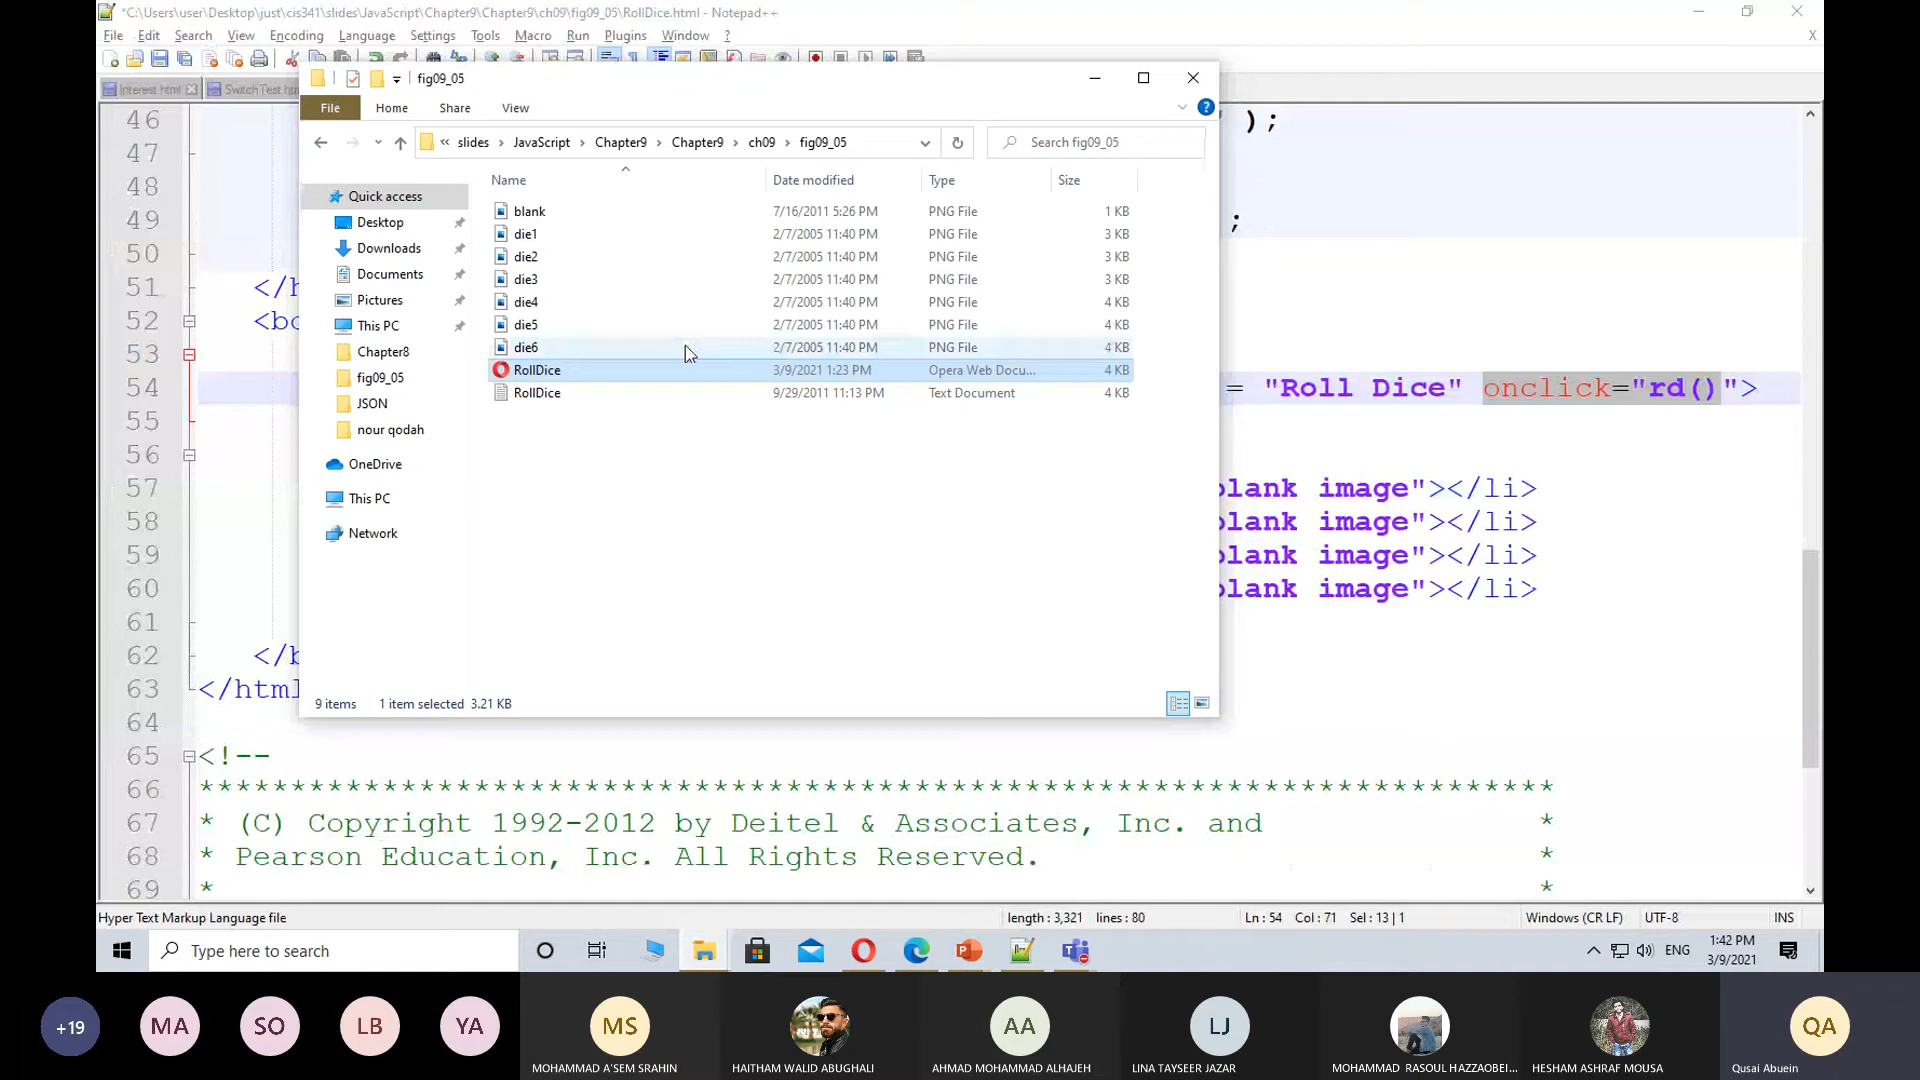 *C:\Users\user\Desktop\just\cis341\slides\JavaScript\Chapter9\Chapter9\ch09\fig09_05\RollDice.html - Notepad++
File Edit Search View Encoding Language Settings Tools Macro Run Plugins Window ?
X
Interest.html
fig09_05
File Home Share View
« slides › JavaScript › Chapter9 › Chapter9 › ch09 › fig09_05
Search fig09_05
Name Date modified Type Size
Quick access
Desktop
Downloads
Documents
Pictures
This PC
Chapter8
fig09_05
JSON
nour qodah
OneDrive
This PC
Network
blank 7/16/2011 5:26 PM PNG File 1 KB
die1 2/7/2005 11:40 PM PNG File 3 KB
die2 2/7/2005 11:40 PM PNG File 3 KB
die3 2/7/2005 11:40 PM PNG File 3 KB
die4 2/7/2005 11:40 PM PNG File 4 KB
die5 2/7/2005 11:40 PM PNG File 4 KB
die6 2/7/2005 11:40 PM PNG File 4 KB
RollDice 3/9/2021 1:23 PM Opera Web Docu... 4 KB
RollDice 9/29/2011 11:13 PM Text Document 4 KB
9 items 1 item selected 3.21 KB
46 );
47
48
49 ;
50
51 </h
52 <bo
53
54 = "Roll Dice" onclick="rd()">
55
56
57 blank image"></li>
58 blank image"></li>
59 blank image"></li>
60 blank image"></li>
61
62 </b
63 </html
64
65 <!--
66 **************************************************************************
67 * (C) Copyright 1992-2012 by Deitel & Associates, Inc. and *
68 * Pearson Education, Inc. All Rights Reserved. *
69 * *
Hyper Text Markup Language file length : 3,321 lines : 80 Ln : 54 Col : 71 Sel : 13 | 1 Windows (CR LF) UTF-8 INS
Type here to search
ENG
1:42 PM
3/9/2021
+19
MA
SO
LB
YA
MS
MOHAMMAD A'SEM SRAHIN
HAITHAM WALID ABUGHALI
AA
AHMAD MOHAMMAD ALHAJEH
LJ
LINA TAYSEER JAZAR
MOHAMMAD RASOUL HAZZAOBEI...
HESHAM ASHRAF MOUSA
QA
Qusai Abuein